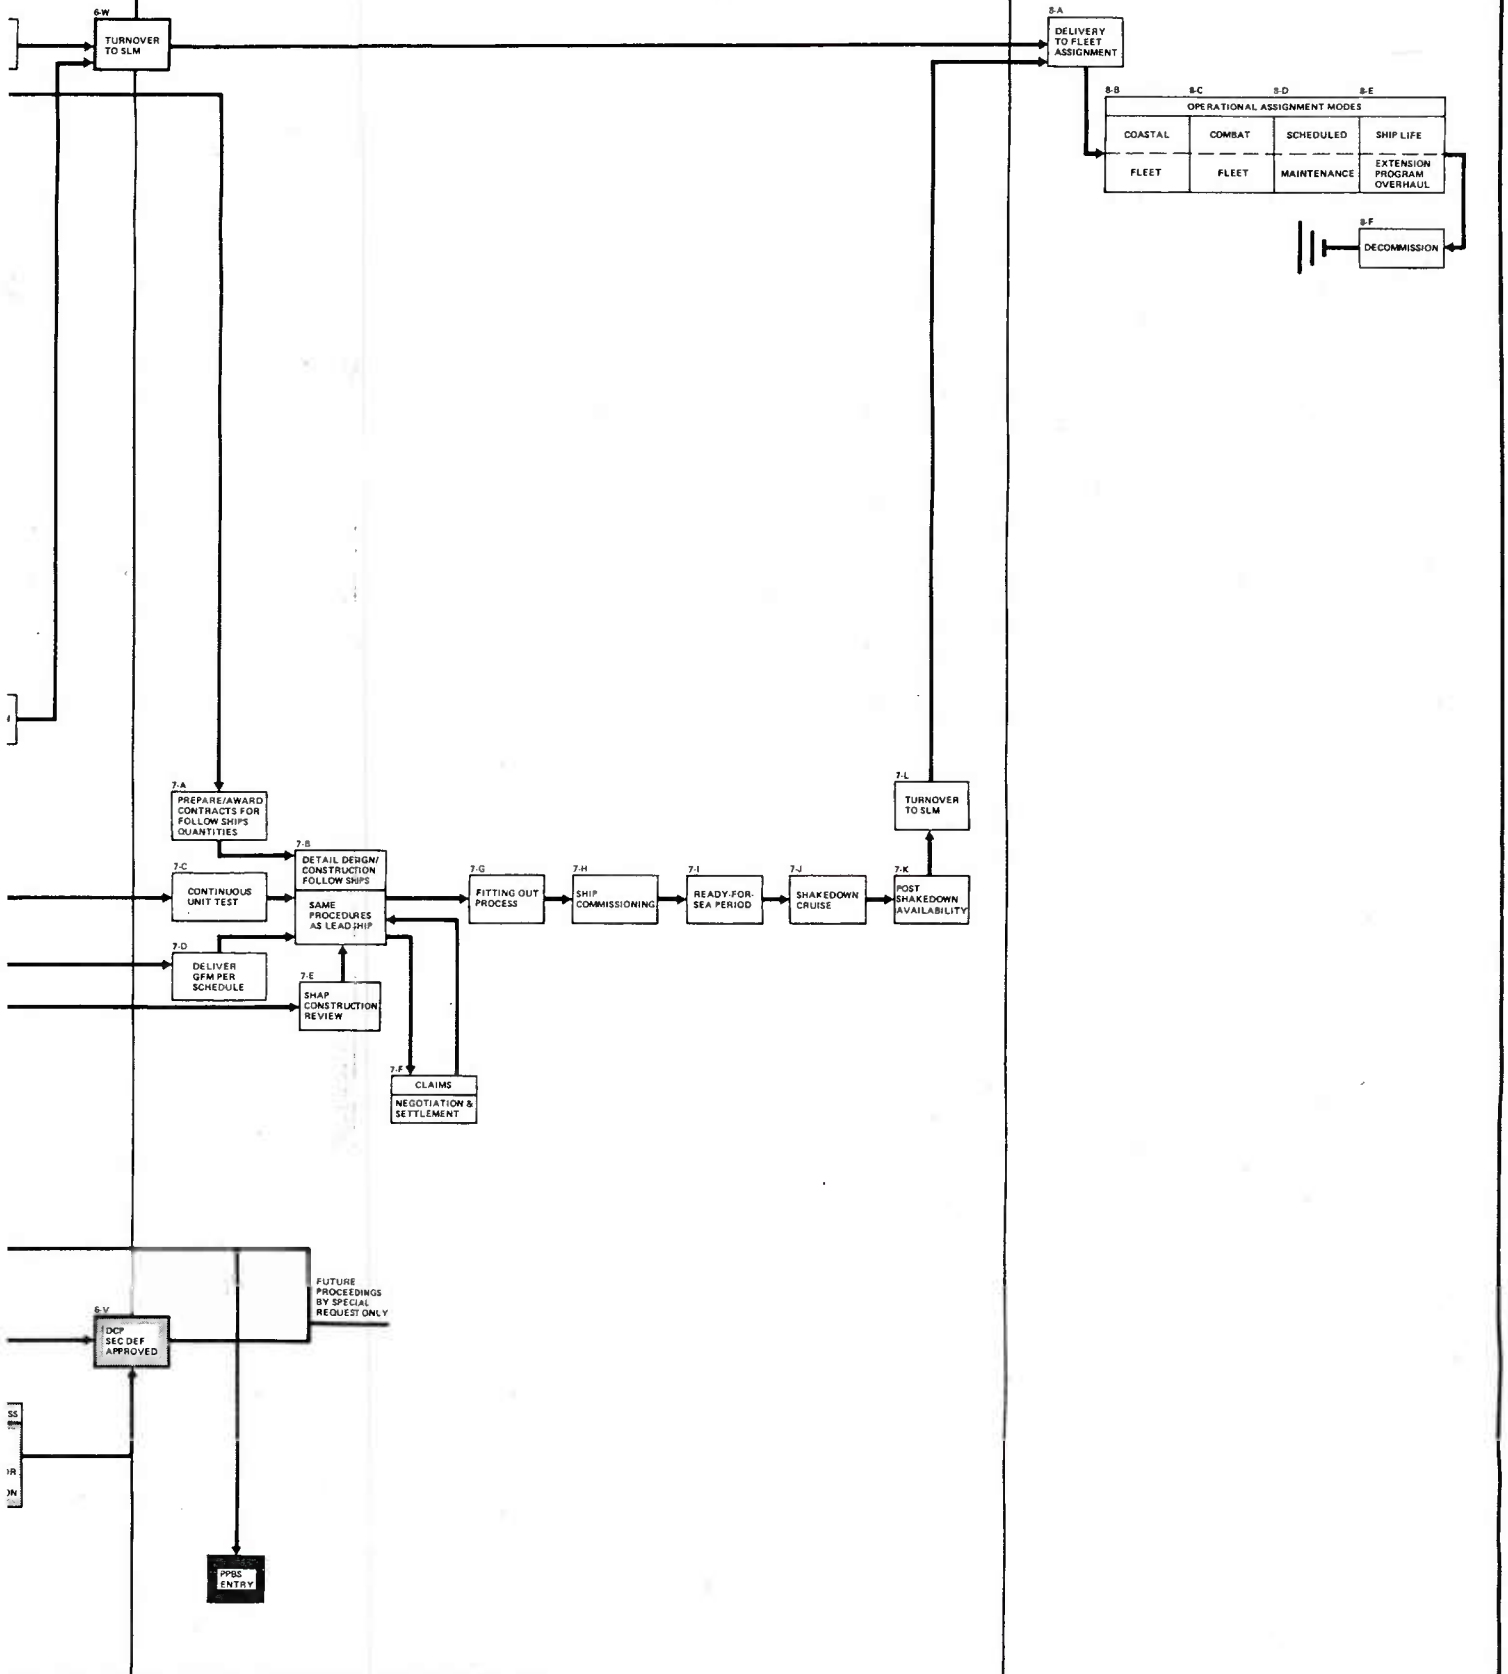 6-W
TURNOVER
TO SLM
8-A
DELIVERY
TO FLEET
ASSIGNMENT
8-B 8-C 8-D 8-E
OPERATIONAL ASSIGNMENT MODES
COASTAL COMBAT SCHEDULED SHIP LIFE
FLEET FLEET MAINTENANCE EXTENSION
PROGRAM
OVERHAUL
8-F
DECOMMISSION
7-A
PREPARE/AWARD
CONTRACTS FOR
FOLLOW SHIPS
QUANTITIES
7-B
DETAIL DESIGN/
CONSTRUCTION
FOLLOW SHIPS
SAME
PROCEDURES
AS LEAD SHIP
7-C
CONTINUOUS
UNIT TEST
7-D
DELIVER
GFM PER
SCHEDULE
7-E
SHAP
CONSTRUCTION
REVIEW
7-F
CLAIMS
NEGOTIATION &
SETTLEMENT
7-G
FITTING OUT
PROCESS
7-H
SHIP
COMMISSIONING
7-I
READY-FOR-
SEA PERIOD
7-J
SHAKEDOWN
CRUISE
7-K
POST
SHAKEDOWN
AVAILABILITY
7-L
TURNOVER
TO SLM
FUTURE
PROCEEDINGS
BY SPECIAL
REQUEST ONLY
6-V
DCP
SEC DEF
APPROVED
SS
OR
ON
PPBS
ENTRY